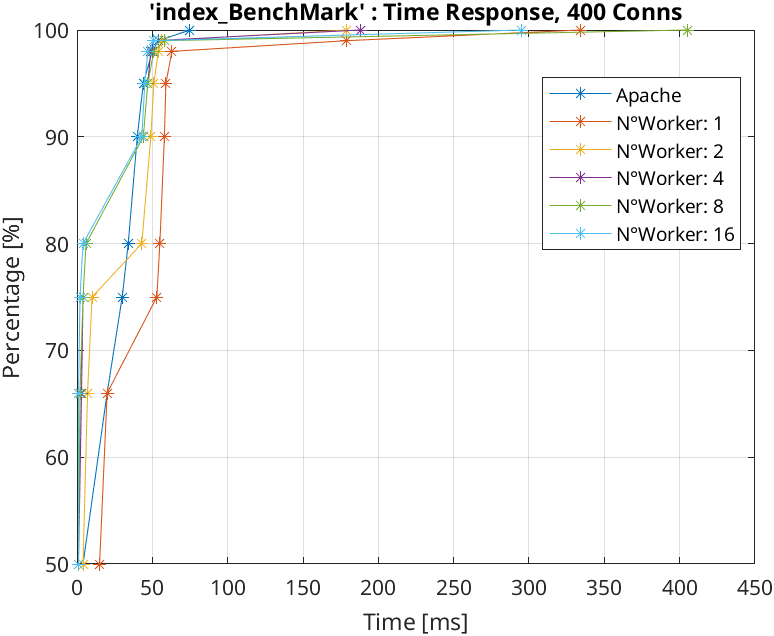 'index_BenchMark' : Time Response, 400 Conns
100
90
80
70
60
50
Percentage [%]
Apache
N°Worker: 1
N°Worker: 2
N°Worker: 4
N°Worker: 8
N°Worker: 16
0 50 100 150 200 250 300 350 400 450
Time [ms]